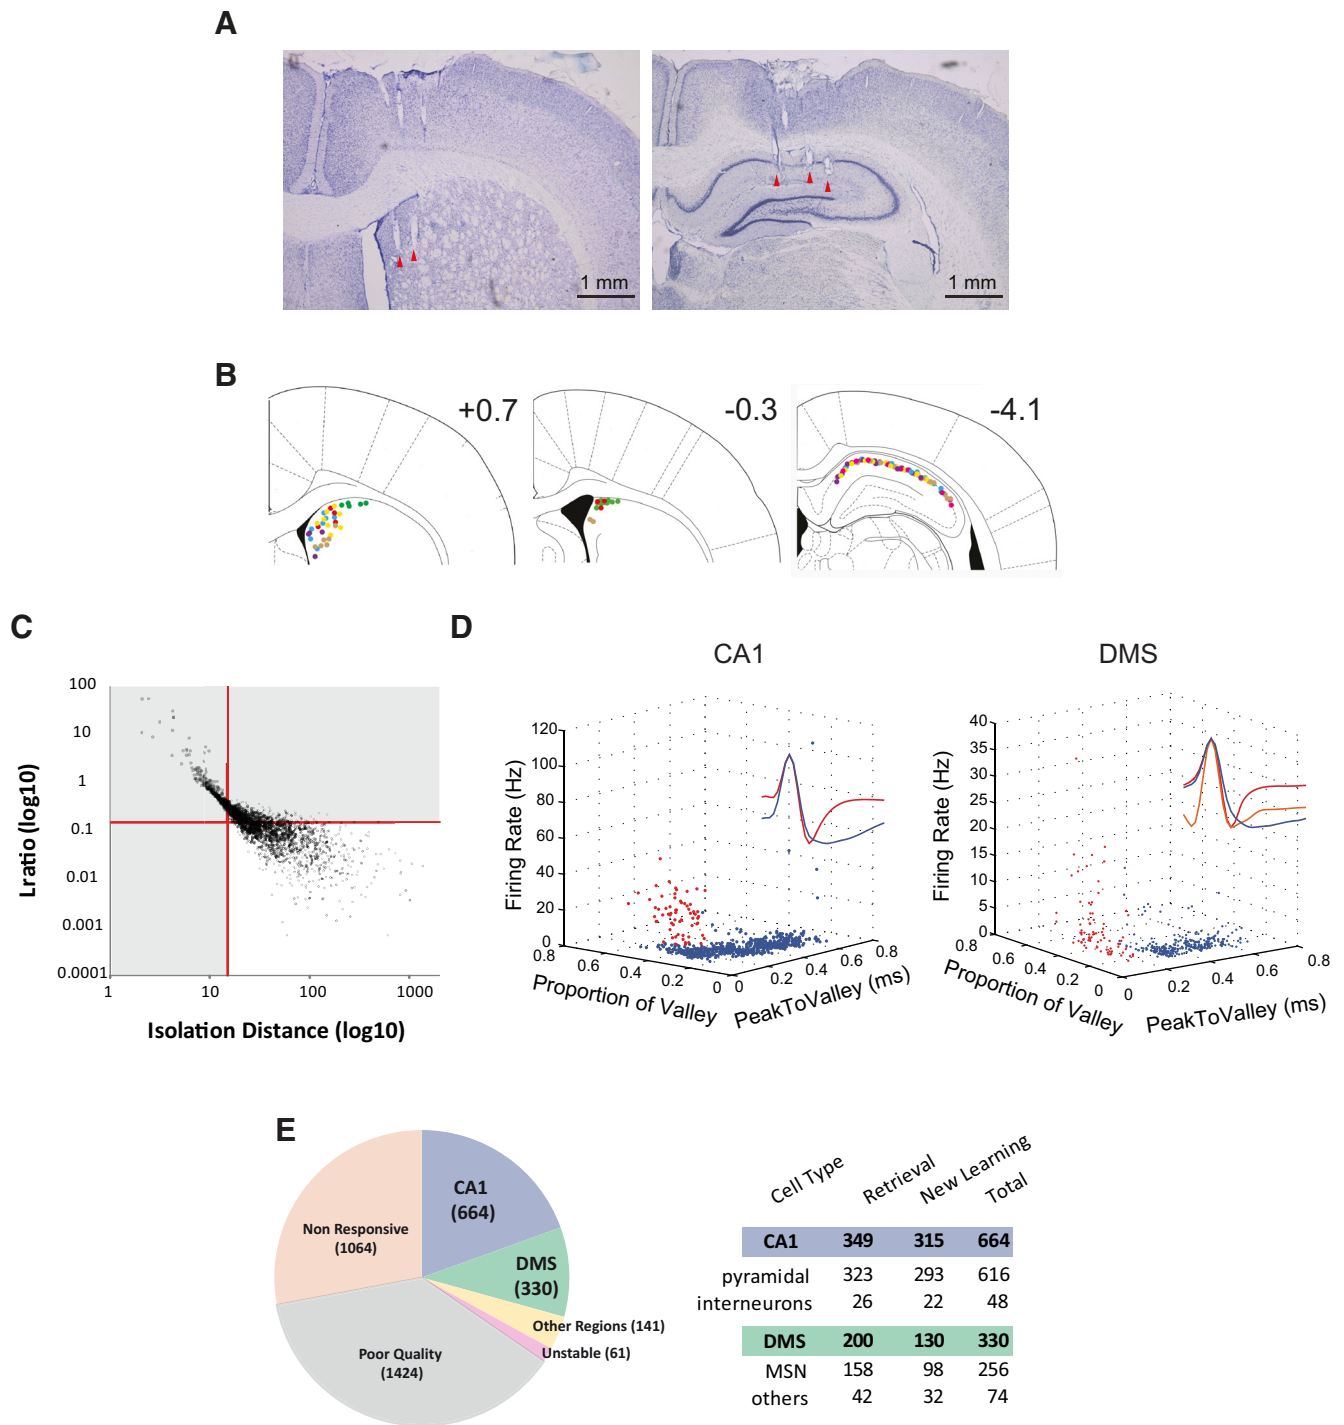 A
1 mm
1 mm
B
+0.7
-0.3
-4.1
C
Lratio (log10)
100
10
1
0.1
0.01
0.001
0.0001
1
10
100
1000
Isolation Distance (log10)
D
CA1
Firing Rate (Hz)
120
100
80
60
40
20
0
0.8
0.6
0.4
0.2
0
0
0.2
0.4
0.6
0.8
Proportion of Valley
PeakToValley (ms)
DMS
Firing Rate (Hz)
40
35
30
25
20
15
10
5
0
0.8
0.6
0.4
0.2
0
0
0.2
0.4
0.6
0.8
Proportion of Valley
PeakToValley (ms)
E
CA1
(664)
DMS
(330)
Other Regions (141)
Unstable (61)
Poor Quality
(1424)
Non Responsive
(1064)
Cell Type Retrieval New Learning Total
CA1 349 315 664
pyramidal 323 293 616
interneurons 26 22 48
DMS 200 130 330
MSN 158 98 256
others 42 32 74